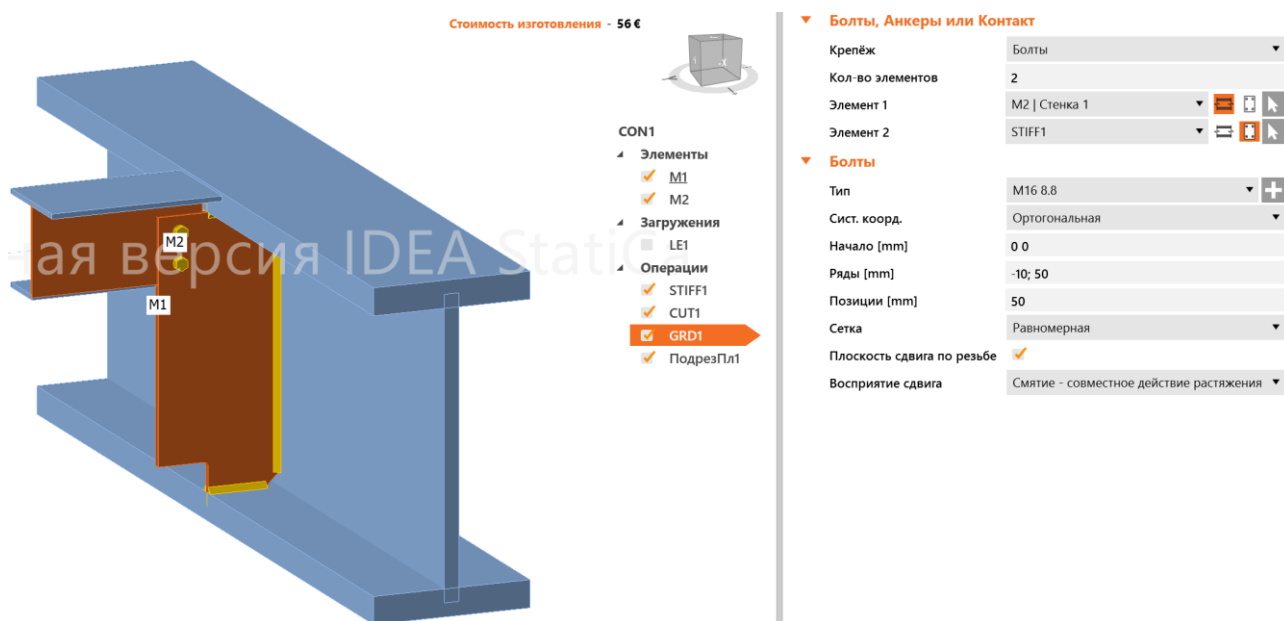 Стоимость изготовления - 56 €
M2
ая версия IDEA StatiCa
M1
CON1
Элементы
M1
M2
Загружения
LE1
Операции
STIFF1
CUT1
GRD1
ПодрезПл1
Болты, Анкеры или Контакт
Крепёж Болты
Кол-во элементов 2
Элемент 1 M2 | Стенка 1
Элемент 2 STIFF1
Болты
Тип M16 8.8
Сист. коорд. Ортогональная
Начало [mm] 0 0
Ряды [mm] -10; 50
Позиции [mm] 50
Сетка Равномерная
Плоскость сдвига по резьбе
Восприятие сдвига Смятие - совместное действие растяжения